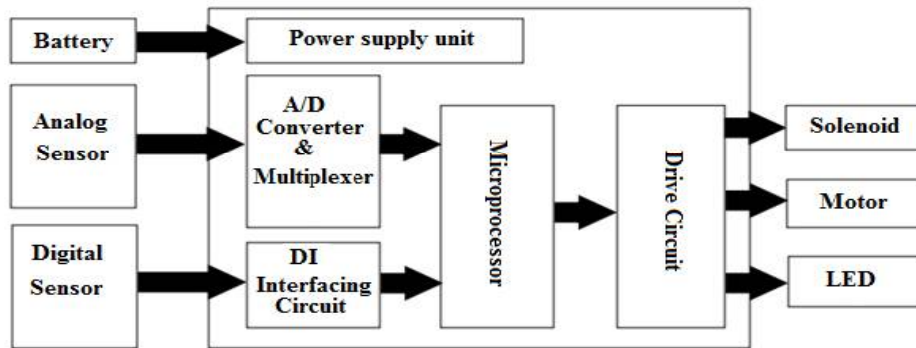 Battery
Power supply unit
Analog
Sensor
A/D
Converter
&
Multiplexer
Digital
Sensor
DI
Interfacing
Circuit
Microprocessor
Drive Circuit
Solenoid
Motor
LED